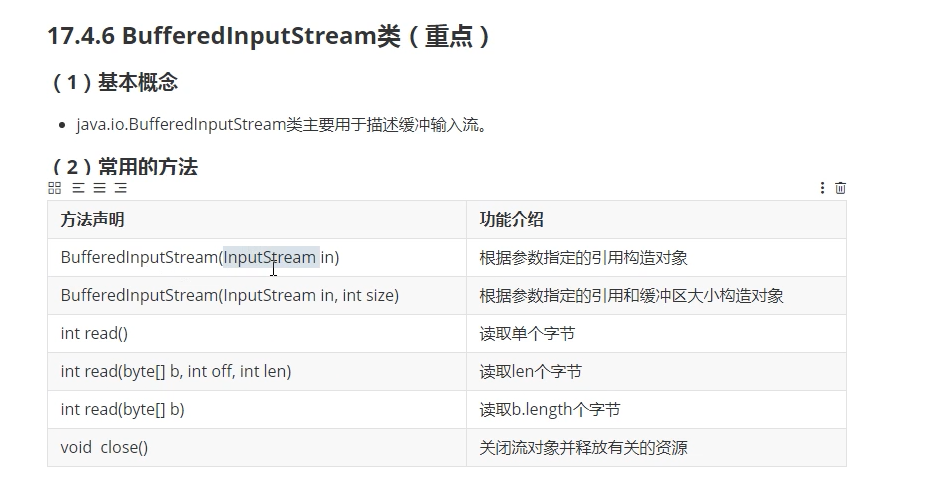 17.4.6 BufferedInputStream类（重点）
（1）基本概念
java.io.BufferedInputStream类主要用于描述缓冲输入流。
（2）常用的方法
方法声明 功能介绍
BufferedInputStream(InputStream in) 根据参数指定的引用构造对象
BufferedInputStream(InputStream in, int size) 根据参数指定的引用和缓冲区大小构造对象
int read() 读取单个字节
int read(byte[] b, int off, int len) 读取len个字节
int read(byte[] b) 读取b.length个字节
void  close() 关闭流对象并释放有关的资源